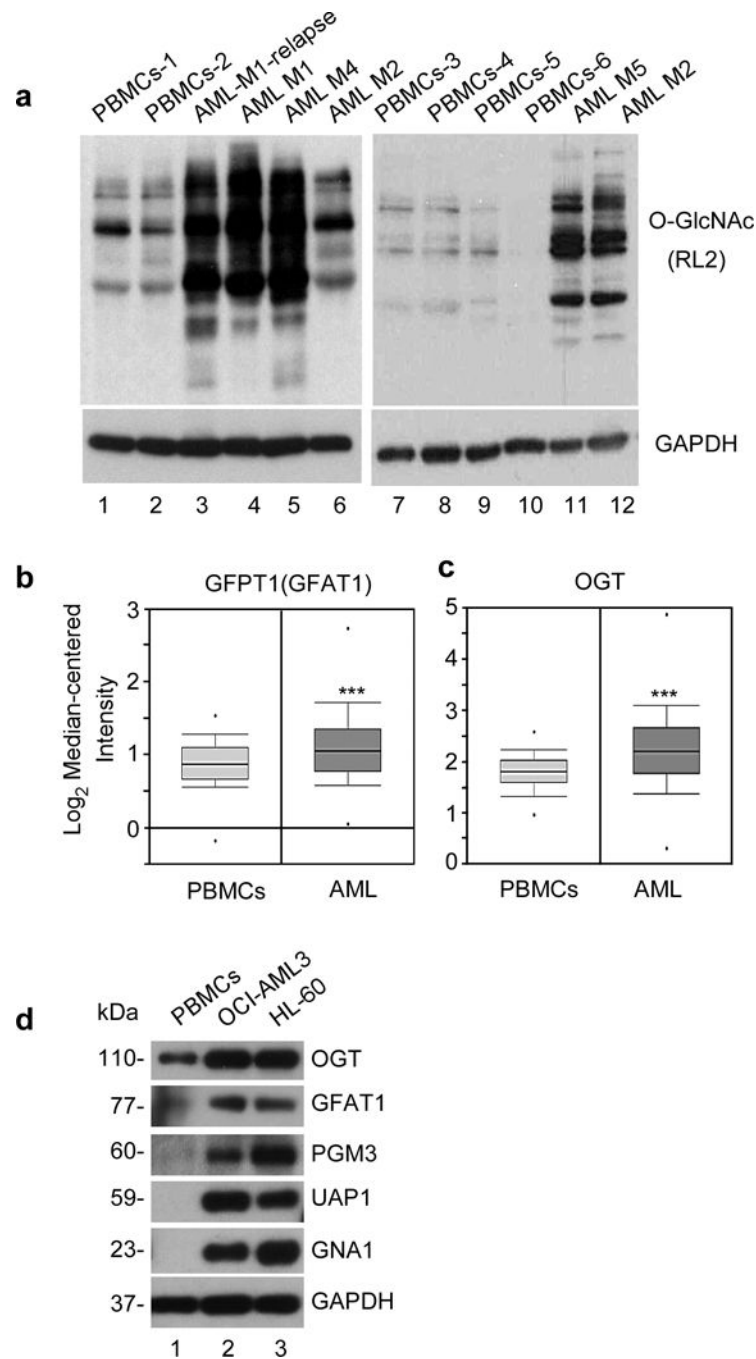 a
PBMCs-1 PBMCs-2 AML-M1-relapse AML M1 AML M4 AML M2 PBMCs-3 PBMCs-4 PBMCs-5 PBMCs-6 AML M5 AML M2
O-GlcNAc
(RL2)
GAPDH
1 2 3 4 5 6 7 8 9 10 11 12
b
GFPT1(GFAT1)
Log2 Median-centered
Intensity
3
2
1
0
***
PBMCs AML
c
OGT
5
4
3
2
1
0
***
PBMCs AML
d
kDa PBMCs OCI-AML3 HL-60
110- OGT
77- GFAT1
60- PGM3
59- UAP1
23- GNA1
37- GAPDH
1 2 3